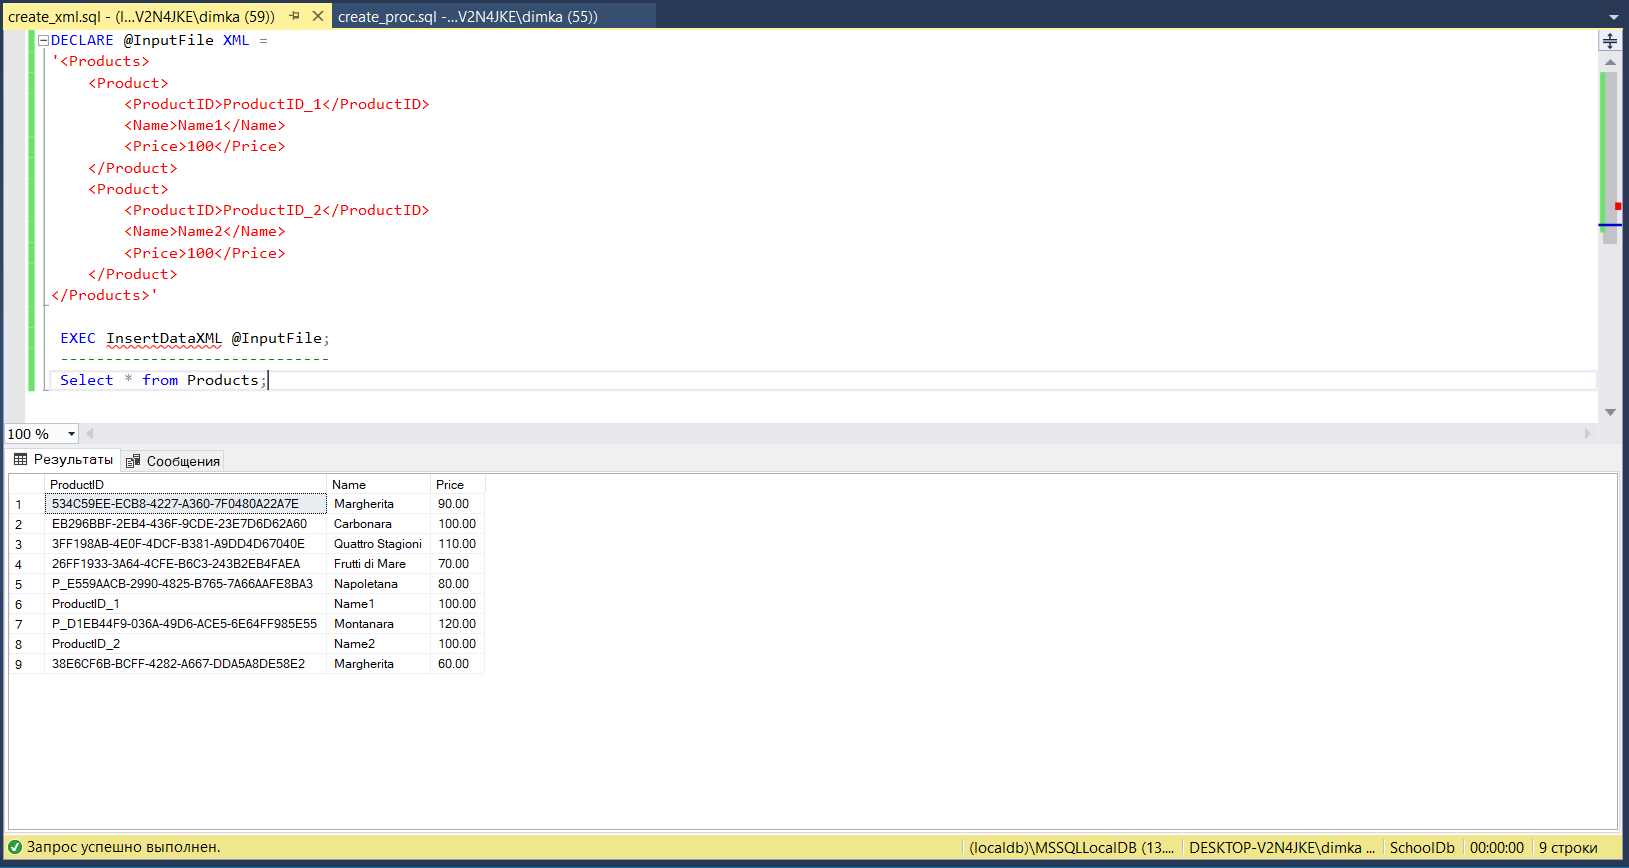 create_xml.sql - (l...V2N4JKE\dimka (59)) create_proc.sql -...V2N4JKE\dimka (55))
DECLARE @InputFile XML =
'<Products>
    <Product>
        <ProductID>ProductID_1</ProductID>
        <Name>Name1</Name>
        <Price>100</Price>
    </Product>
    <Product>
        <ProductID>ProductID_2</ProductID>
        <Name>Name2</Name>
        <Price>100</Price>
    </Product>
</Products>'
EXEC InsertDataXML @InputFile;
------------------------------
Select * from Products;
100 %
Результаты Сообщения
ProductID Name Price
1 534C59EE-ECB8-4227-A360-7F0480A22A7E Margherita 90.00
2 EB296BBF-2EB4-436F-9CDE-23E7D6D62A60 Carbonara 100.00
3 3FF198AB-4E0F-4DCF-B381-A9DD4D67040E Quattro Stagioni 110.00
4 26FF1933-3A64-4CFE-B6C3-243B2EB4FAEA Frutti di Mare 70.00
5 P_E559AACB-2990-4825-B765-7A66AAFE8BA3 Napoletana 80.00
6 ProductID_1 Name1 100.00
7 P_D1EB44F9-036A-49D6-ACE5-6E64FF985E55 Montanara 120.00
8 ProductID_2 Name2 100.00
9 38E6CF6B-BCFF-4282-A667-DDA5A8DE58E2 Margherita 60.00
Запрос успешно выполнен. (localdb)\MSSQLLocalDB (13.... DESKTOP-V2N4JKE\dimka ... SchoolDb 00:00:00 9 строки